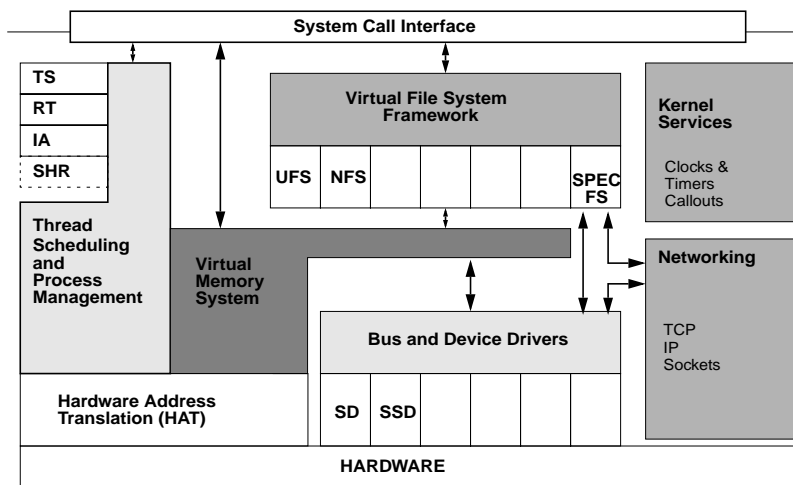 System Call Interface
TS
RT
IA
SHR
Thread
Scheduling
and
Process
Management
Virtual File System
Framework
UFS
NFS
SPEC
FS
Kernel
Services
Clocks &
Timers
Callouts
Virtual
Memory
System
Networking
TCP
IP
Sockets
Bus and Device Drivers
SD
SSD
Hardware Address
Translation (HAT)
HARDWARE